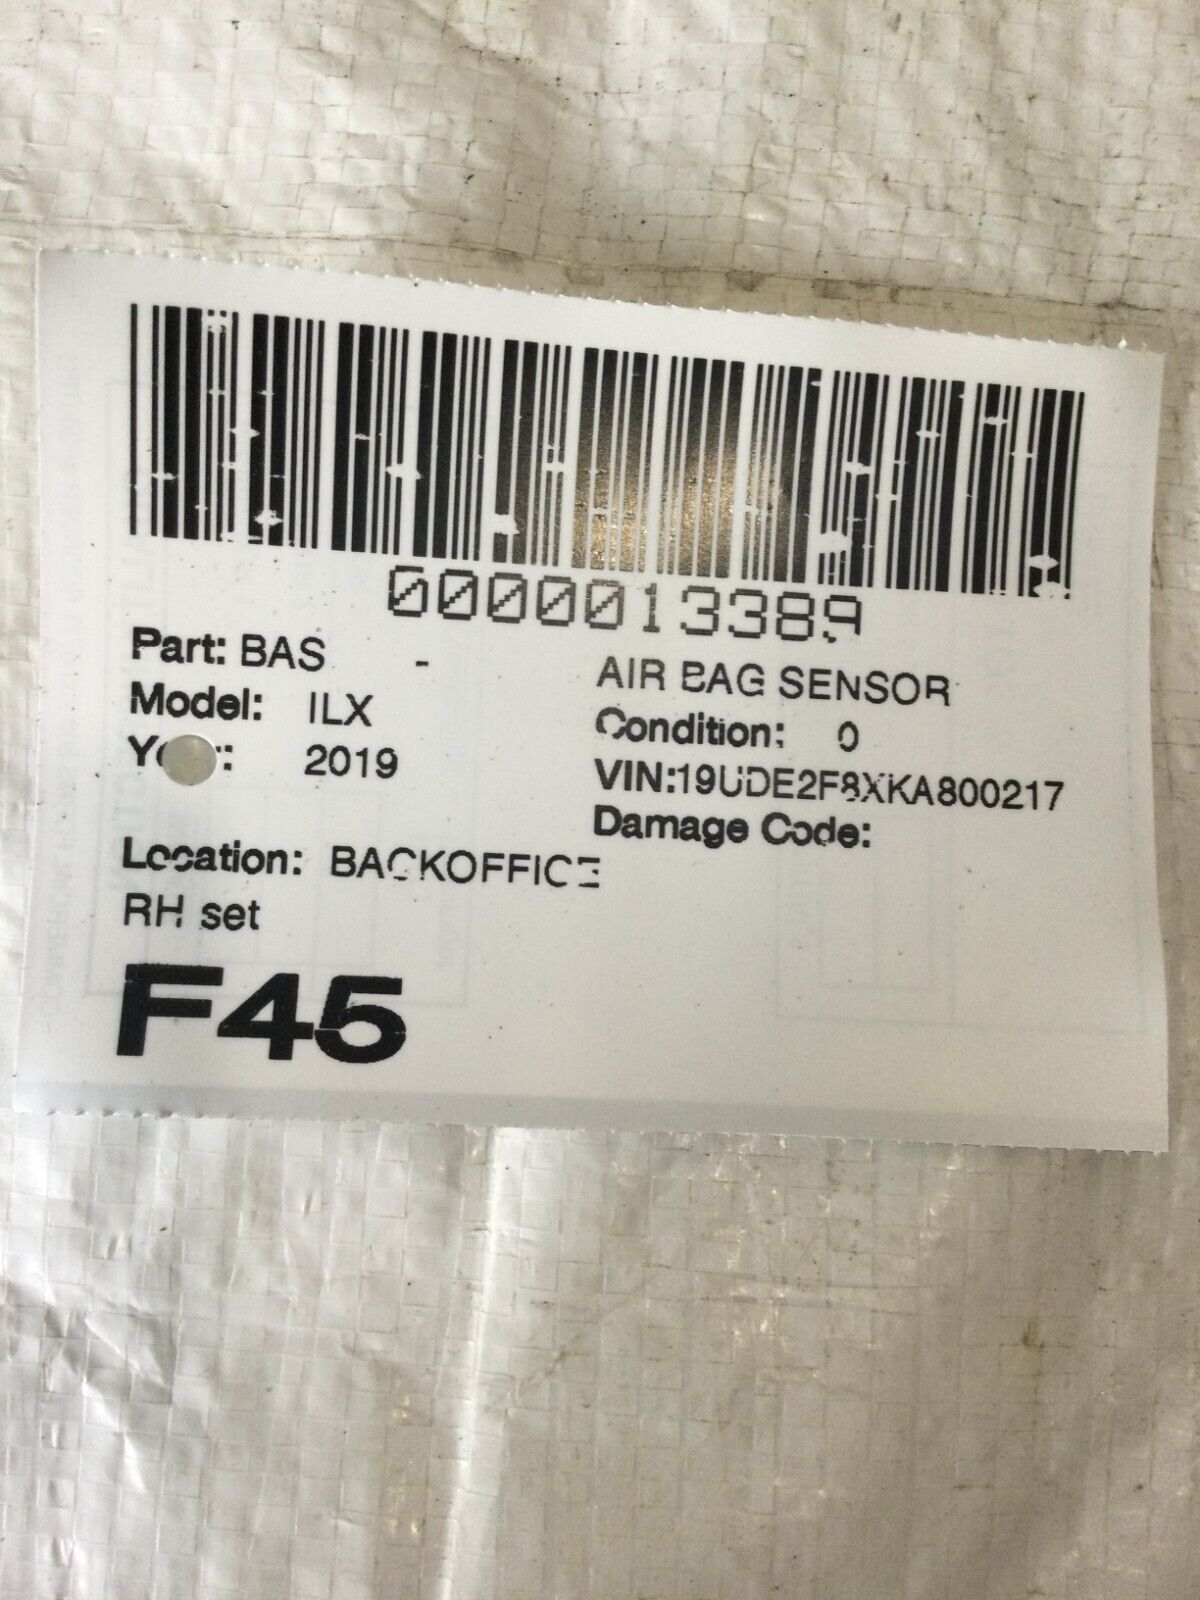 0000013389
Part: BAS - AIR BAG SENSOR
Model: ILX Condition: 0
Year: 2019 VIN:19UDE2F8XKA800217
Damage Code:
Location: BACKOFFICE
RH set
F45